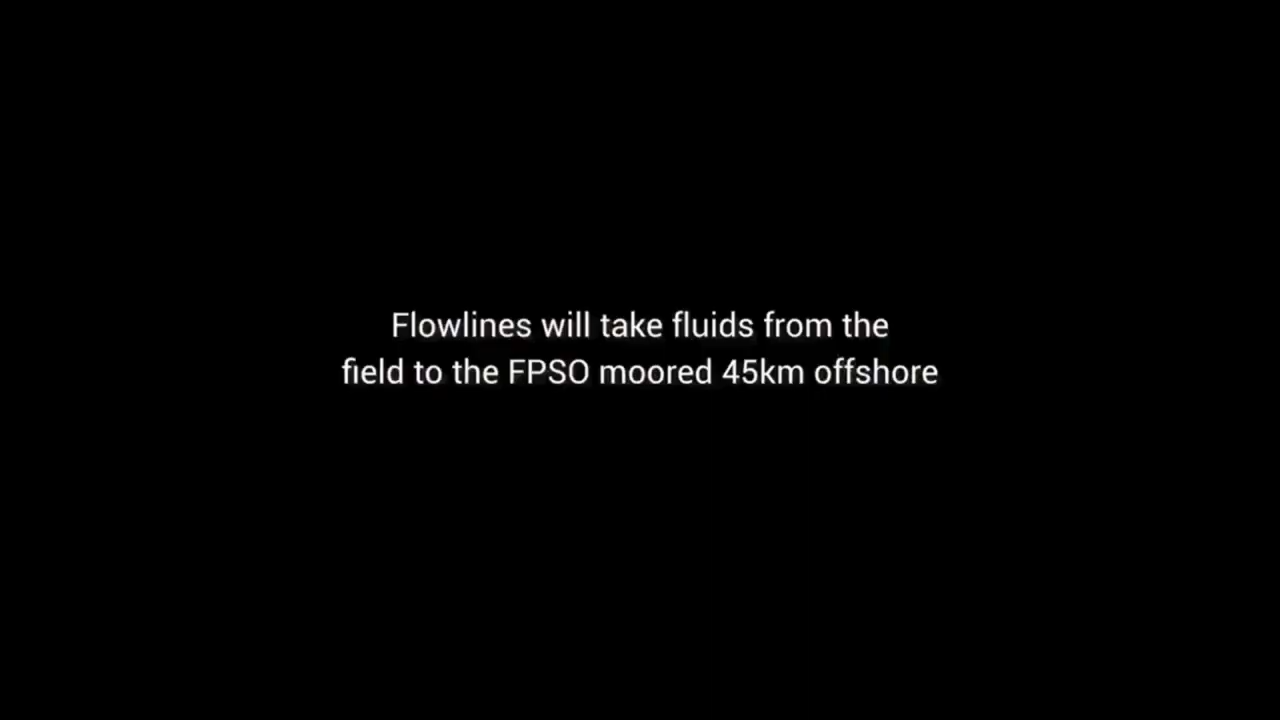 Flowlines will take fluids from the
field to the FPSO moored 45km offshore